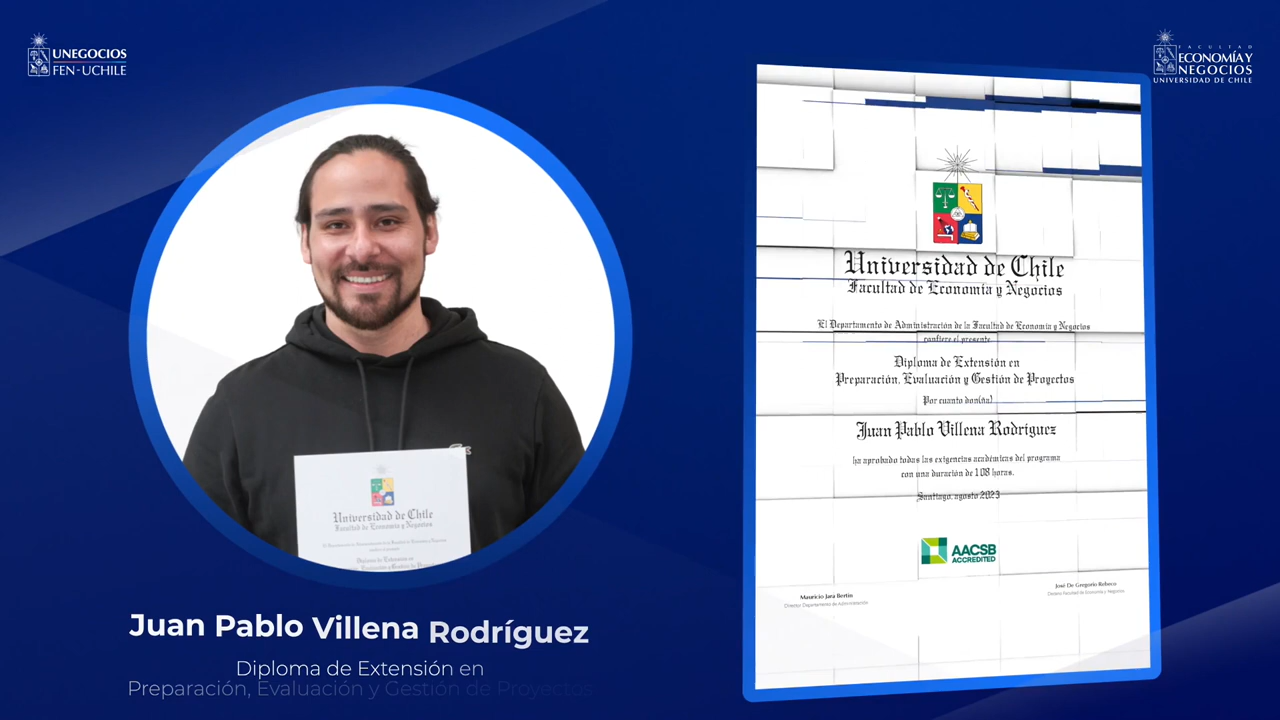 UNEGOCIOS
FEN-UCHILE
FACULTAD
ECONOMÍA Y
NEGOCIOS
UNIVERSIDAD DE CHILE
Universidad de Chile
Facultad de Economía y Negocios
El Departamento de Administración de la Facultad de Economía y Negocios
confiere el presente
Diploma de Extensión en
Preparación, Evaluación y Gestión de Proyectos
Por cuanto don(ña)
Juan Pablo Villena Rodríguez
ha aprobado todas las exigencias académicas del programa
con una duración de 108 horas.
Santiago, agosto 2023
AACSB
ACCREDITED
Mauricio Jara Bertin
Director Departamento de Administración
José De Gregorio Rebeco
Decano Facultad de Economía y Negocios
Universidad de Chile
Facultad de Economía y Negocios
Diploma de Extensión en
Juan Pablo Villena Rodríguez
Diploma de Extensión en
Preparación, Evaluación y Gestión de Proyectos